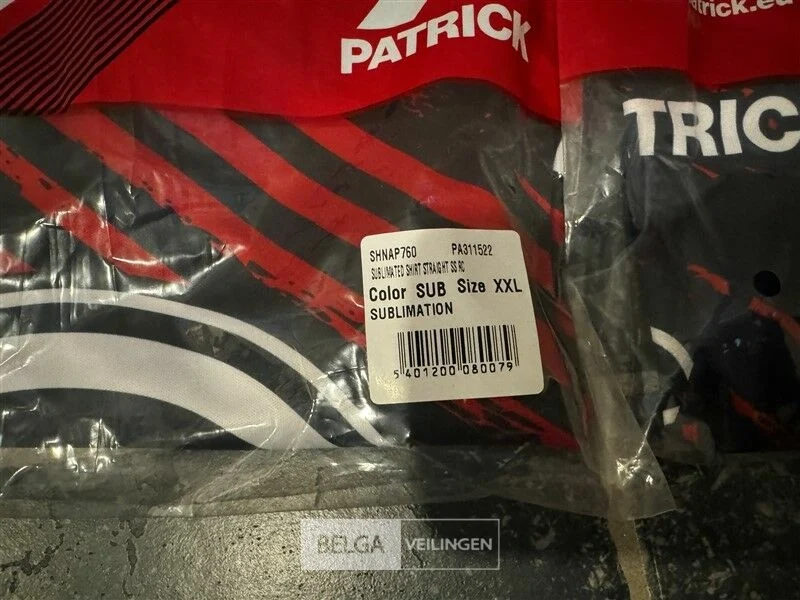 PATRICK
trick.eu
TRIC
SHNAP760 PA311522
SUBLIMATED SHIRT STRAIGHT SS RC
Color SUB Size XXL
SUBLIMATION
5 401200 080079
BELGA VEILINGEN